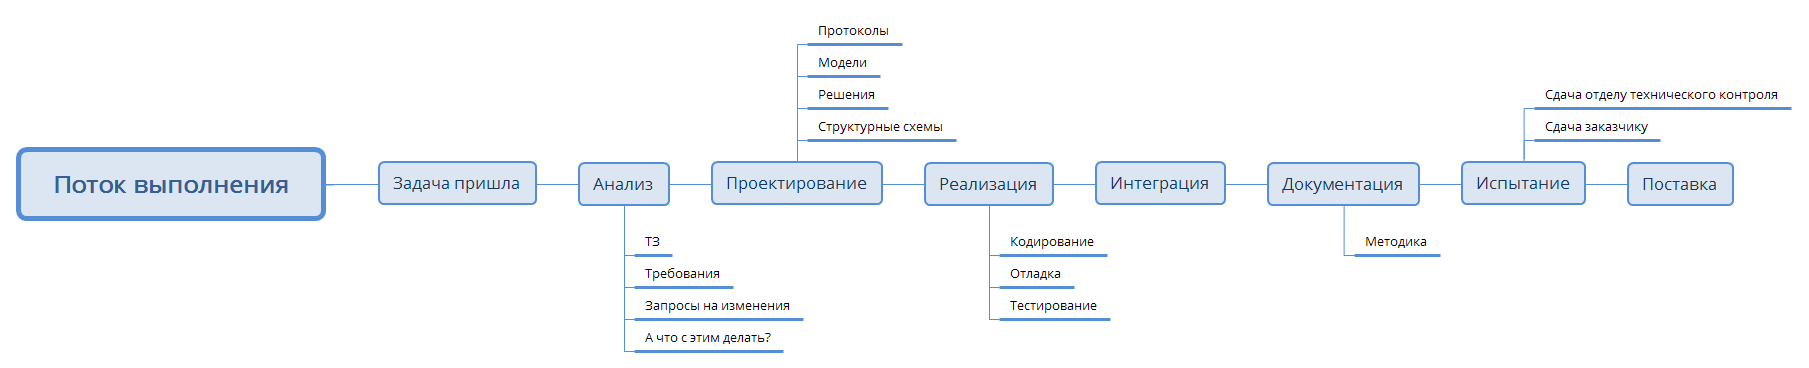 Поток выполнения
Задача пришла
Анализ
ТЗ
Требования
Запросы на изменения
А что с этим делать?
Проектирование
Протоколы
Модели
Решения
Структурные схемы
Реализация
Кодирование
Отладка
Тестирование
Интеграция
Документация
Методика
Испытание
Сдача отделу технического контроля
Сдача заказчику
Поставка